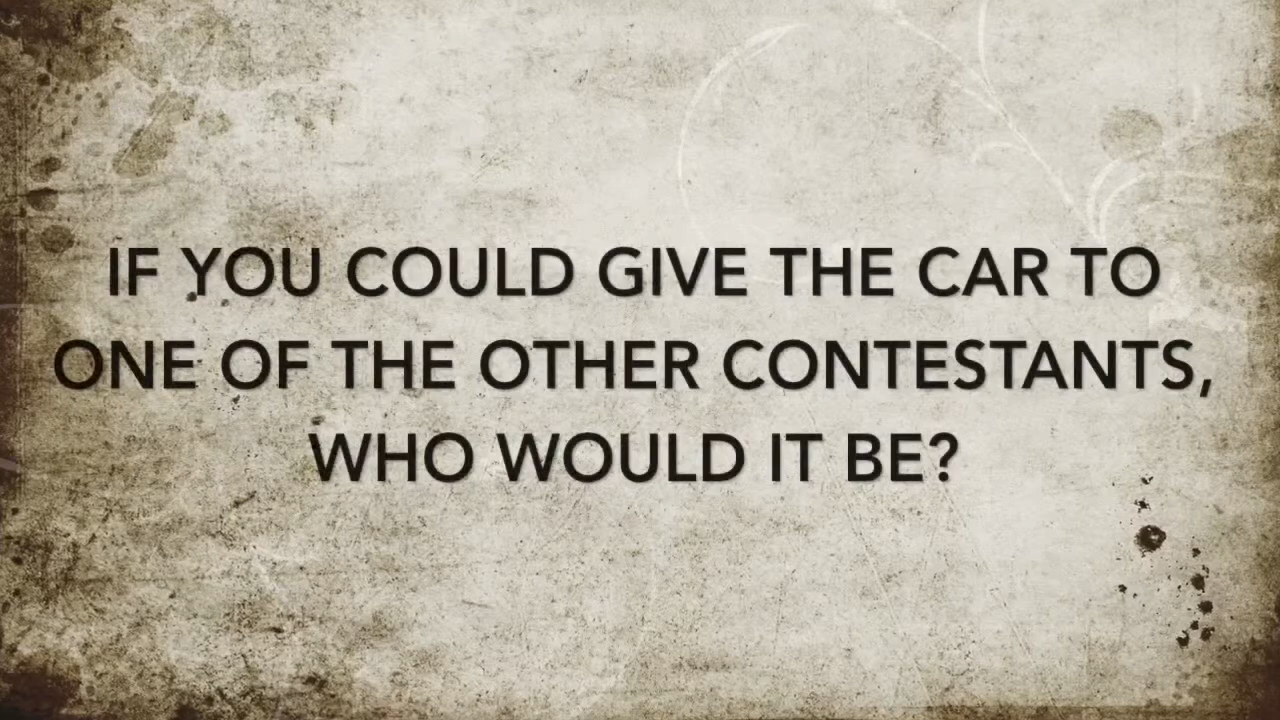 IF YOU COULD GIVE THE CAR TO
ONE OF THE OTHER CONTESTANTS,
WHO WOULD IT BE?